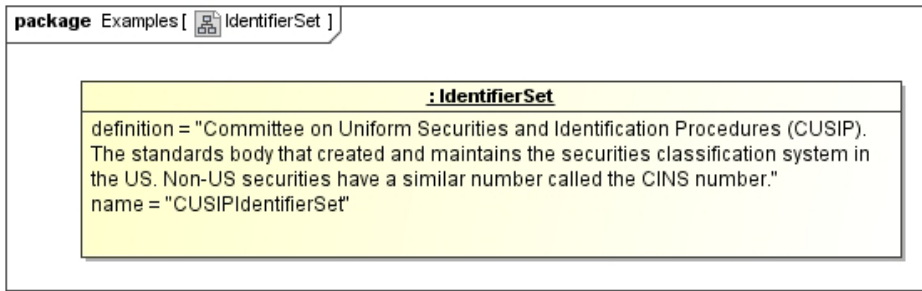 package Examples [ IdentifierSet ]
: IdentifierSet
definition = "Committee on Uniform Securities and Identification Procedures (CUSIP).
The standards body that created and maintains the securities classification system in
the US. Non-US securities have a similar number called the CINS number."
name = "CUSIPIdentifierSet"